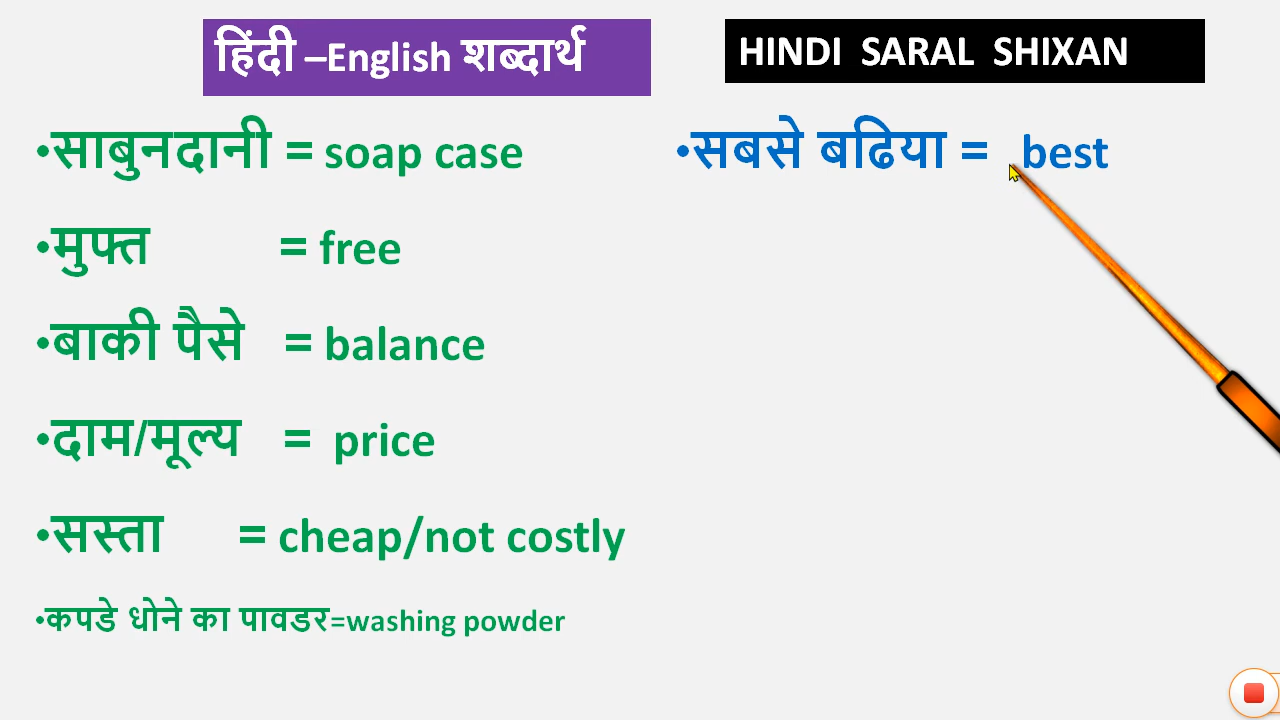 हिंदी –English शब्दार्थ
HINDI SARAL SHIXAN
•साबुनदानी = soap case
•मुफ्त = free
•बाकी पैसे = balance
•दाम/मूल्य = price
•सस्ता = cheap/not costly
•कपडे धोने का पावडर=washing powder
•सबसे बढिया = best